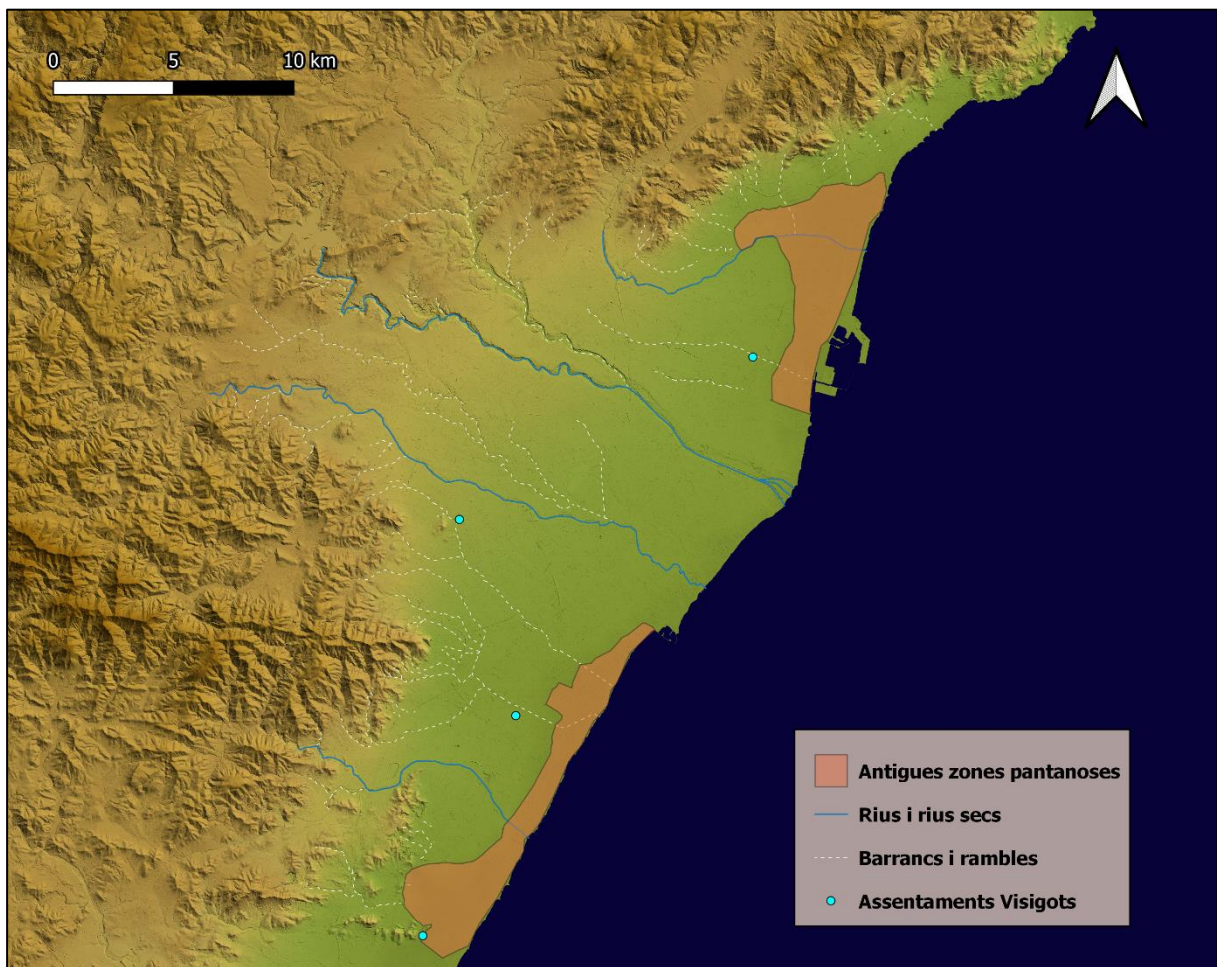 0 5 10 km
Antigues zones pantanoses
Rius i rius secs
Barrancs i rambles
Assentaments Visigots